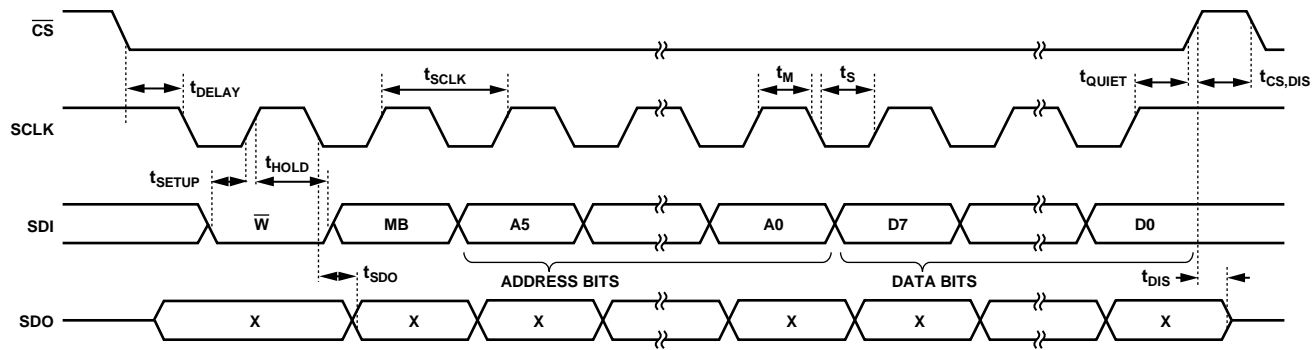 CS
tDELAY
tSCLK
tM
tS
tQUIET
tCS,DIS
SCLK
tSETUP
tHOLD
SDI
W
MB
A5
A0
D7
D0
tSDO
ADDRESS BITS
DATA BITS
tDIS
SDO
X
X
X
X
X
X